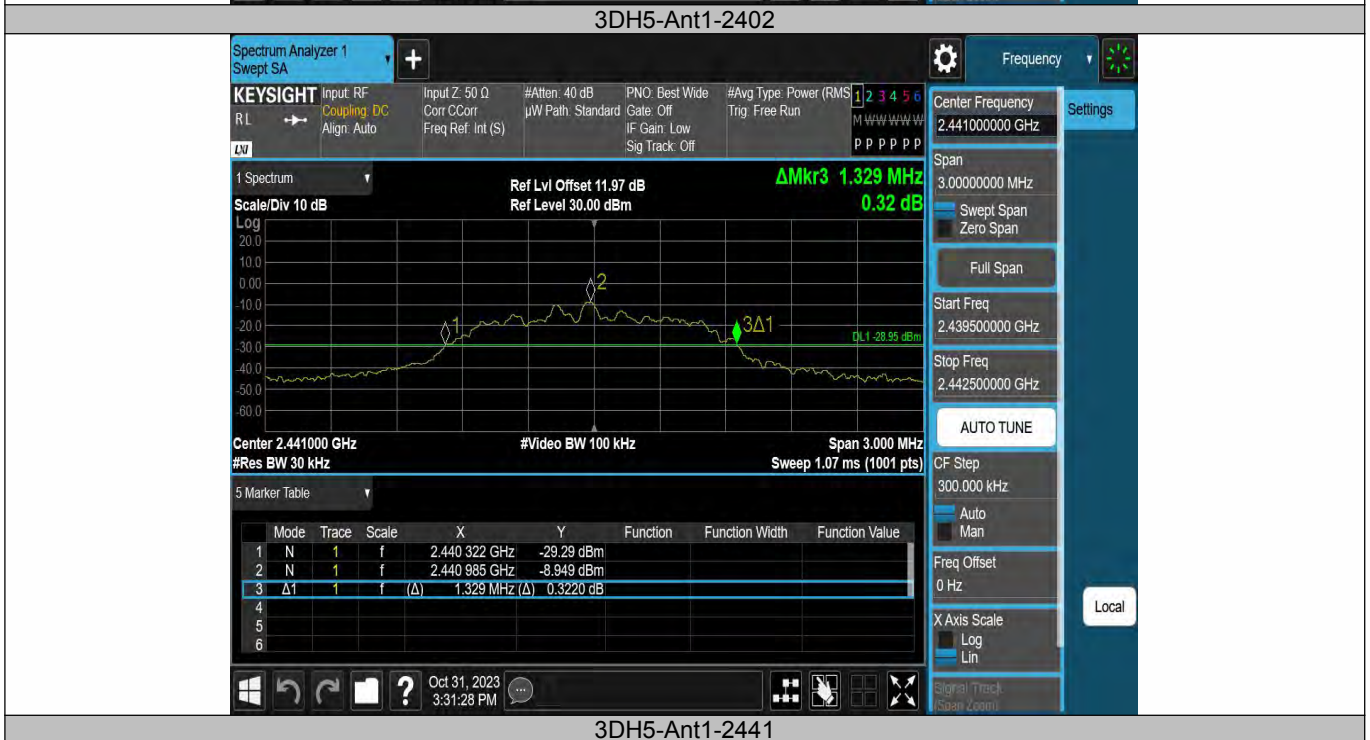 3DH5-Ant1-2402
Spectrum Analyzer 1
Swept SA
+
Frequency
KEYSIGHT
RL
LXI
Input: RF
Coupling: DC
Align: Auto
Input Z: 50 Ω
Corr CCorr
Freq Ref: Int (S)
#Atten: 40 dB
µW Path: Standard
PNO: Best Wide
Gate: Off
IF Gain: Low
Sig Track: Off
#Avg Type: Power (RMS
Trig: Free Run
1 2 3 4 5 6
M W W W W W
P P P P P P
1 Spectrum
Scale/Div 10 dB
Ref Lvl Offset 11.97 dB
Ref Level 30.00 dBm
ΔMkr3 1.329 MHz
0.32 dB
Log
20.0
10.0
0.00
-10.0
-20.0
-30.0
-40.0
-50.0
-60.0
1
2
3Δ1
DL1 -28.95 dBm
Center 2.441000 GHz
#Res BW 30 kHz
#Video BW 100 kHz
Span 3.000 MHz
Sweep 1.07 ms (1001 pts)
5 Marker Table
Mode Trace Scale X Y Function Function Width Function Value
1 N 1 f 2.440 322 GHz -29.29 dBm
2 N 1 f 2.440 985 GHz -8.949 dBm
3 Δ1 1 f (Δ) 1.329 MHz (Δ) 0.3220 dB
4
5
6
Oct 31, 2023
3:31:28 PM
?
Center Frequency
2.441000000 GHz
Settings
Span
3.00000000 MHz
Swept Span
Zero Span
Full Span
Start Freq
2.439500000 GHz
Stop Freq
2.442500000 GHz
AUTO TUNE
CF Step
300.000 kHz
Auto
Man
Freq Offset
0 Hz
X Axis Scale
Log
Lin
Local
Signal Track
(Span Zoom)
3DH5-Ant1-2441